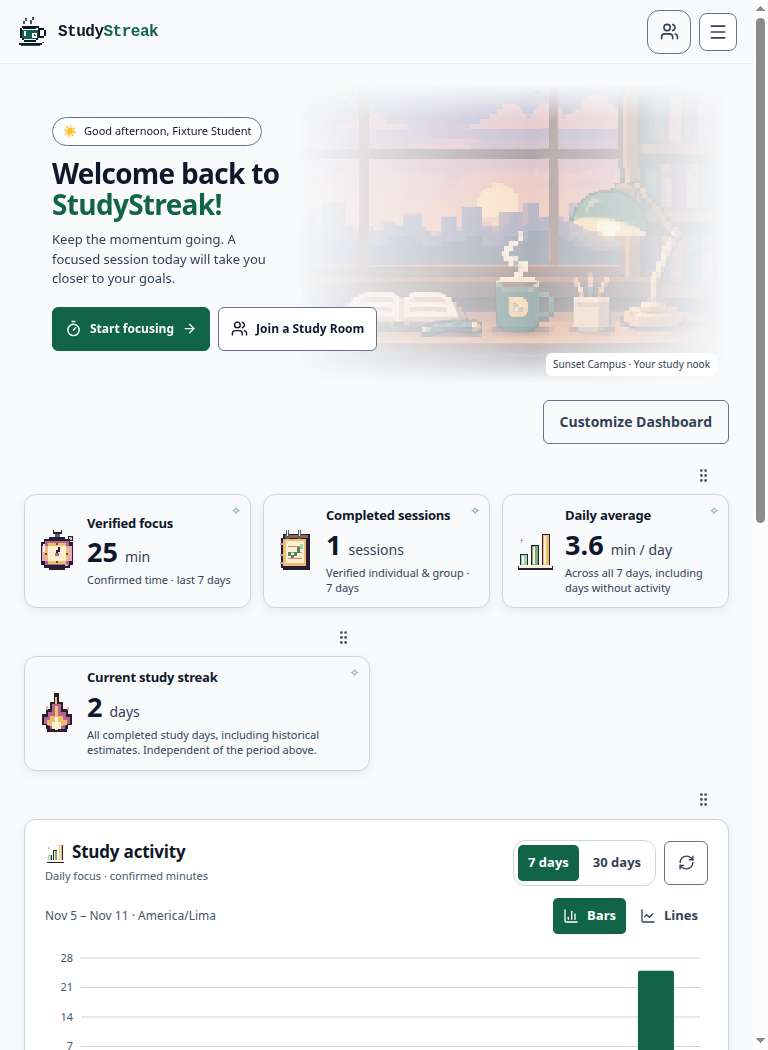 StudyStreak
Good afternoon, Fixture Student
Welcome back to
StudyStreak!
Keep the momentum going. A
focused session today will take you
closer to your goals.
Start focusing
Join a Study Room
Sunset Campus · Your study nook
Customize Dashboard
Verified focus
25 min
Confirmed time · last 7 days
Completed sessions
1 sessions
Verified individual & group ·
7 days
Daily average
3.6 min / day
Across all 7 days, including
days without activity
Current study streak
2 days
All completed study days, including historical
estimates. Independent of the period above.
Study activity
Daily focus · confirmed minutes
7 days
30 days
Nov 5 – Nov 11 · America/Lima
Bars
Lines
28
21
14
7